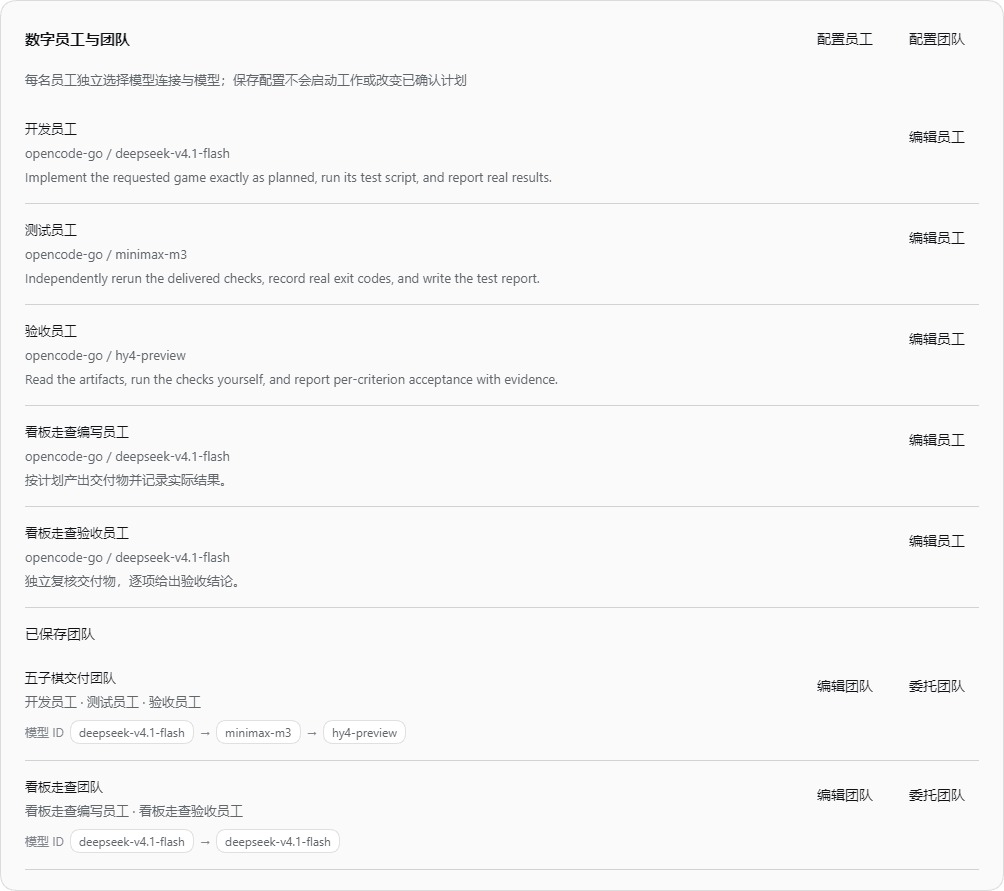 数字员工与团队
配置员工 配置团队
每名员工独立选择模型连接与模型；保存配置不会启动工作或改变已确认计划
开发员工
编辑员工
opencode-go / deepseek-v4.1-flash
Implement the requested game exactly as planned, run its test script, and report real results.
测试员工
编辑员工
opencode-go / minimax-m3
Independently rerun the delivered checks, record real exit codes, and write the test report.
验收员工
编辑员工
opencode-go / hy4-preview
Read the artifacts, run the checks yourself, and report per-criterion acceptance with evidence.
看板走查编写员工
编辑员工
opencode-go / deepseek-v4.1-flash
按计划产出交付物并记录实际结果。
看板走查验收员工
编辑员工
opencode-go / deepseek-v4.1-flash
独立复核交付物，逐项给出验收结论。
已保存团队
五子棋交付团队
编辑团队 委托团队
开发员工 · 测试员工 · 验收员工
模型 ID deepseek-v4.1-flash → minimax-m3 → hy4-preview
看板走查团队
编辑团队 委托团队
看板走查编写员工 · 看板走查验收员工
模型 ID deepseek-v4.1-flash → deepseek-v4.1-flash